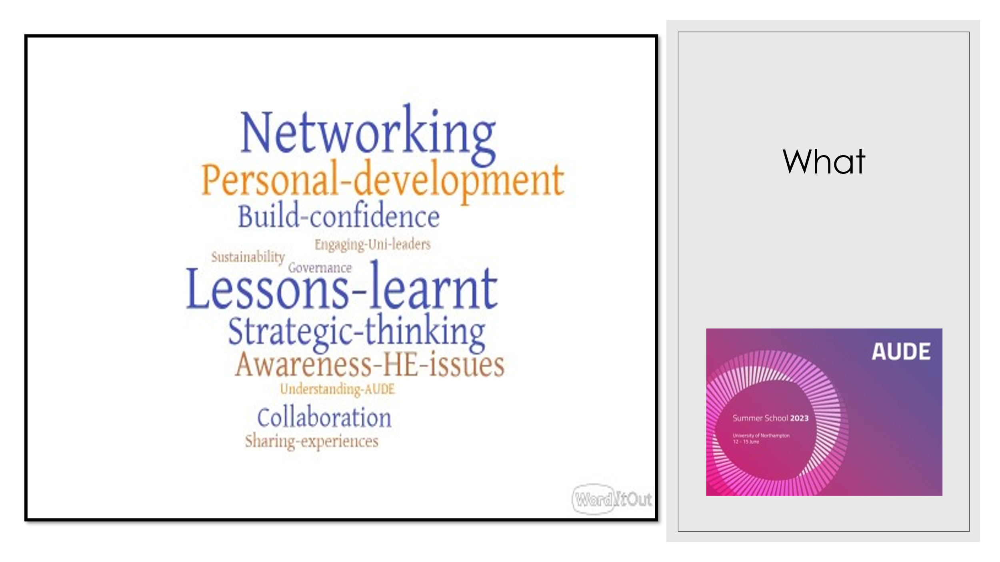 Networking
Personal-development
Build-confidence
Engaging-Uni-leaders
Sustainability
Governance
Lessons-learnt
Strategic-thinking
Awareness-HE-issues
Understanding-AUDE
Collaboration
Sharing-experiences
WordItOut
What
AUDE
Summer School 2023
University of Northampton
12 - 15 June